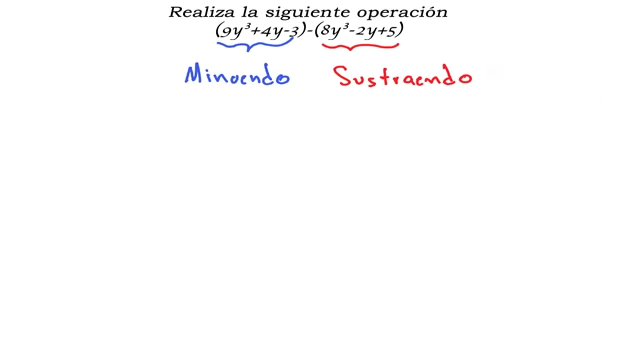 Realiza la siguiente operación
(9y³+4y-3)-(8y³-2y+5)
Minuendo Sustraendo